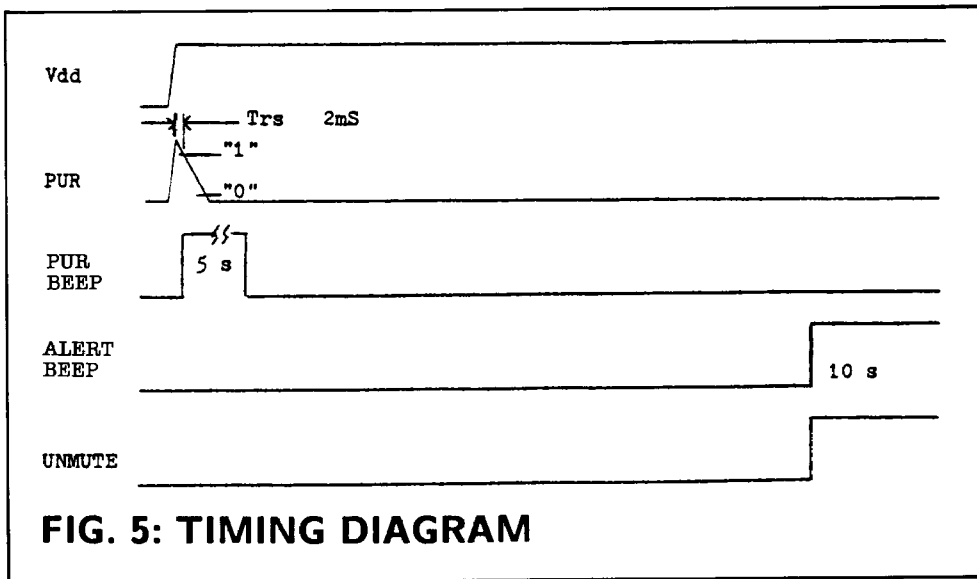 Vdd
Trs 2mS
"1"
PUR
"0"
PUR
BEEP
5 s
ALERT
BEEP
10 s
UNMUTE
FIG. 5: TIMING DIAGRAM